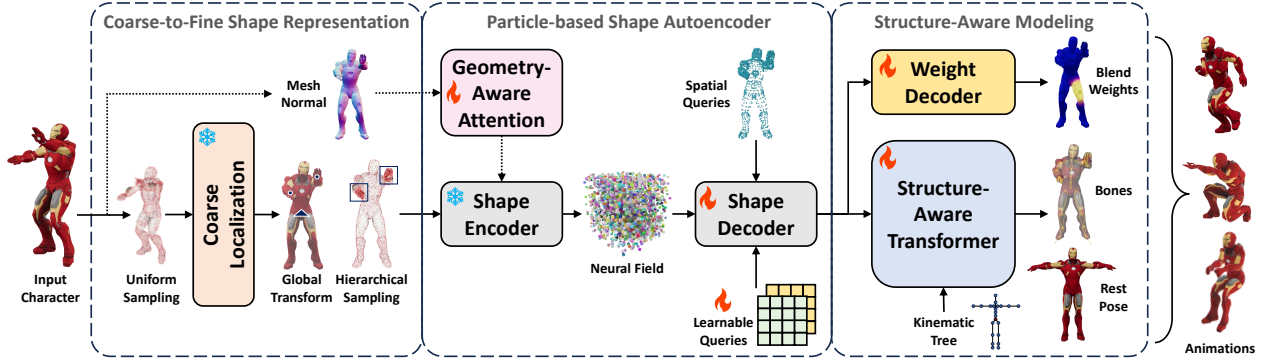 Coarse-to-Fine Shape Representation
Particle-based Shape Autoencoder
Structure-Aware Modeling
Input
Character
Uniform
Sampling
Coarse
Localization
Mesh
Normal
Global
Transform
Hierarchical
Sampling
Geometry-
Aware
Attention
Shape
Encoder
Neural Field
Spatial
Queries
Shape
Decoder
Learnable
Queries
Weight
Decoder
Blend
Weights
Structure-
Aware
Transformer
Bones
Kinematic
Tree
Rest
Pose
Animations